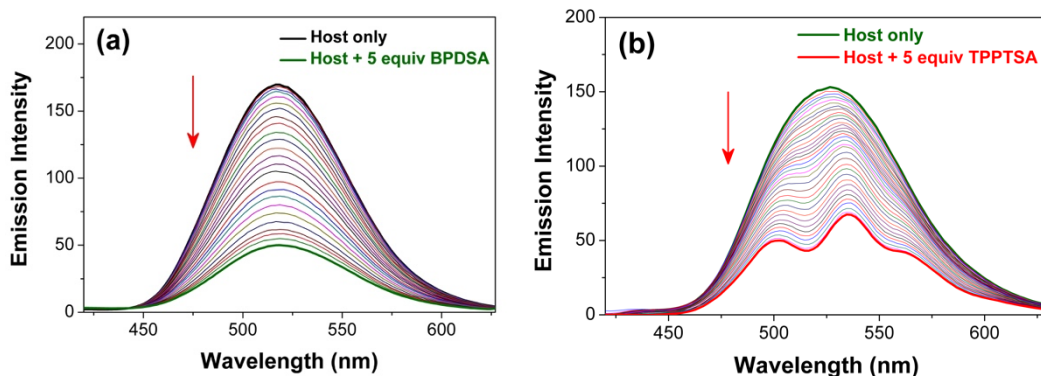 (a)
Host only
Host + 5 equiv BPDSA
200
150
100
50
0
Emission Intensity
450 500 550 600
Wavelength (nm)
(b)
Host only
Host + 5 equiv TPPTSA
200
150
100
50
0
Emission Intensity
450 500 550 600
Wavelength (nm)